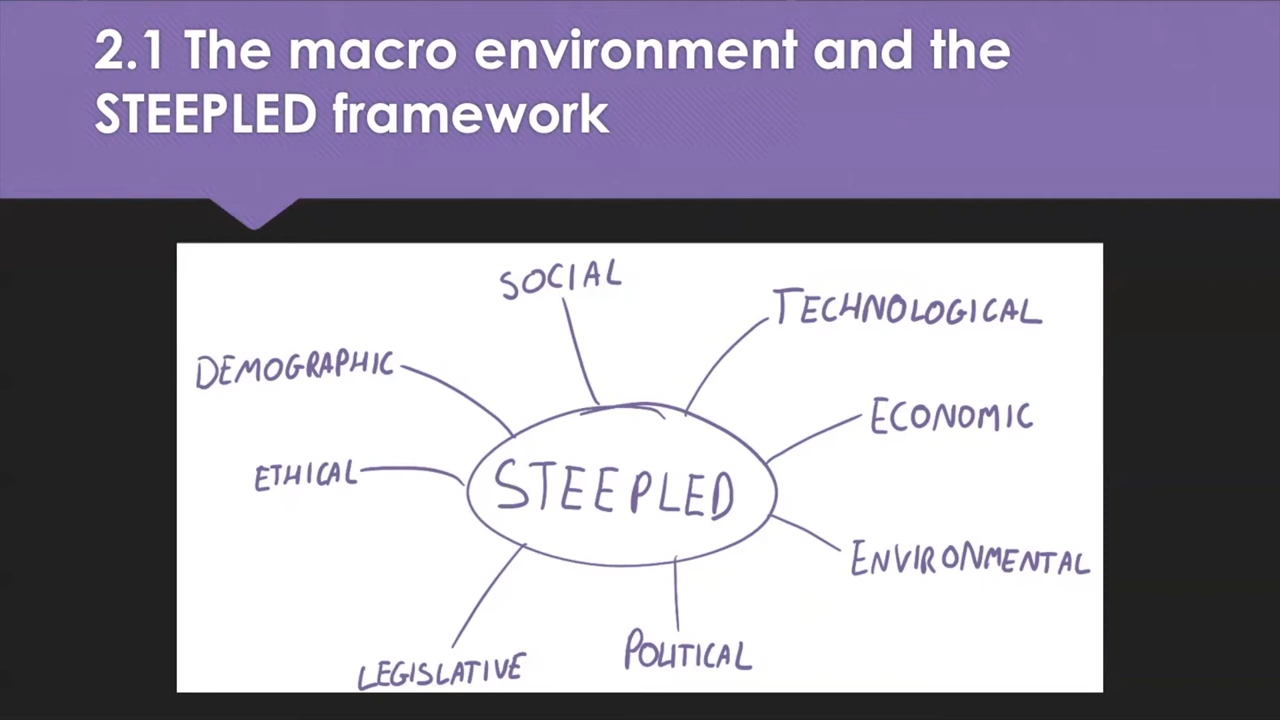 2.1 The macro environment and the
STEEPLED framework
SOCIAL
TECHNOLOGICAL
DEMOGRAPHIC
ECONOMIC
ETHICAL
STEEPLED
ENVIRONMENTAL
POLITICAL
LEGISLATIVE